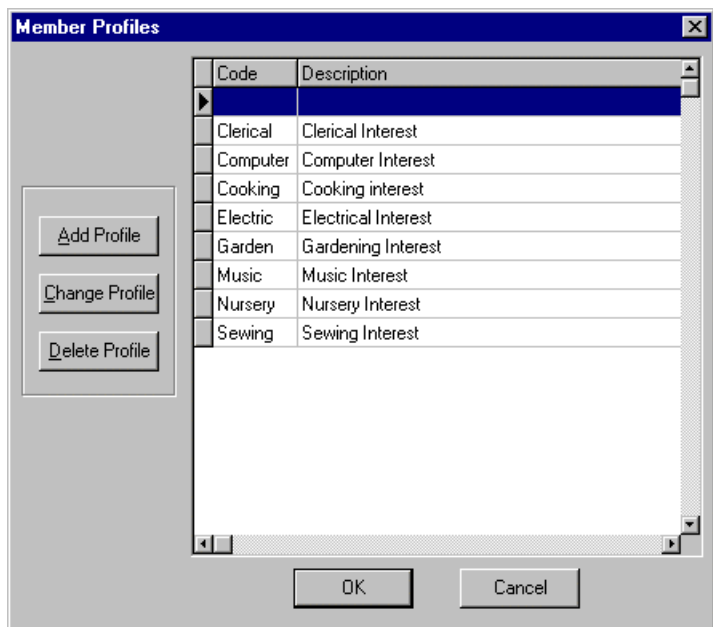 Member Profiles
Code Description
Clerical Clerical Interest
Computer Computer Interest
Cooking Cooking interest
Electric Electrical Interest
Garden Gardening Interest
Music Music Interest
Nursery Nursery Interest
Sewing Sewing Interest
Add Profile
Change Profile
Delete Profile
OK Cancel